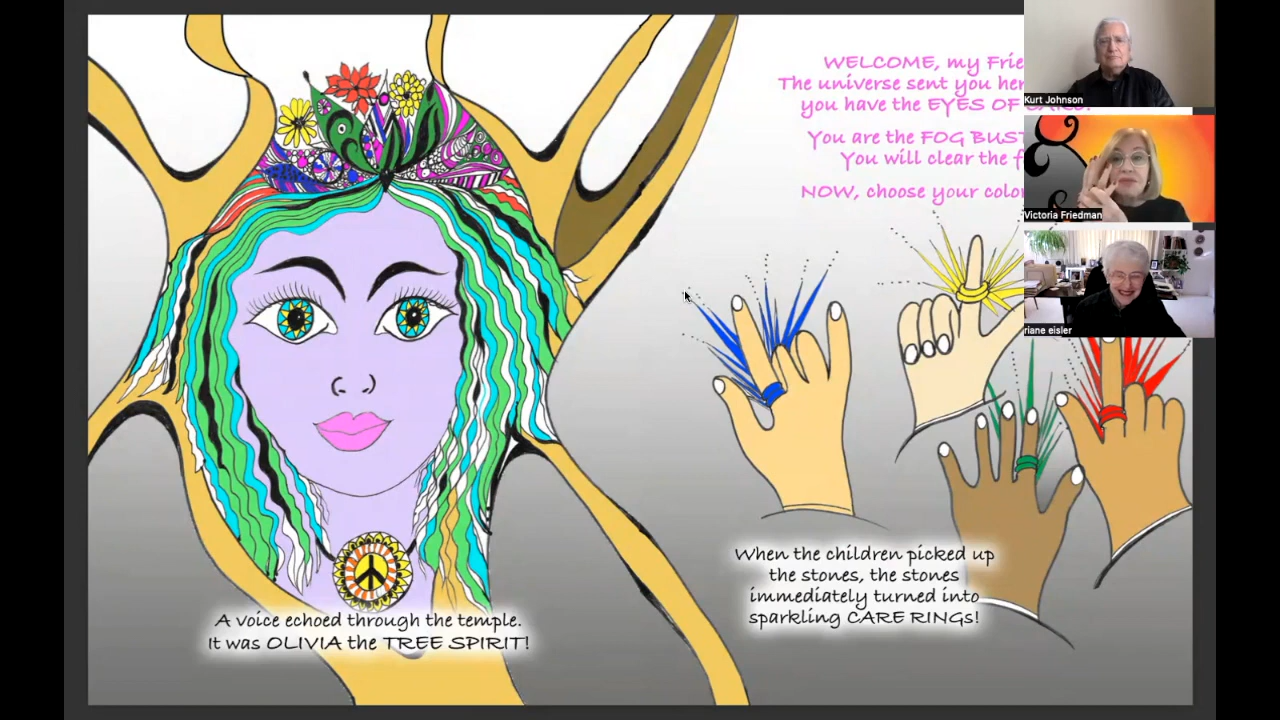 WELCOME, my Frie
The universe sent you her
you have the EYES OF
You are the FOG BUST
You will clear the f
NOW, choose your color
Kurt Johnson
Victoria Friedman
riane eisler
When the children picked up
the stones, the stones
immediately turned into
sparkling CARE RINGS!
A voice echoed through the temple.
It was OLIVIA the TREE SPIRIT!